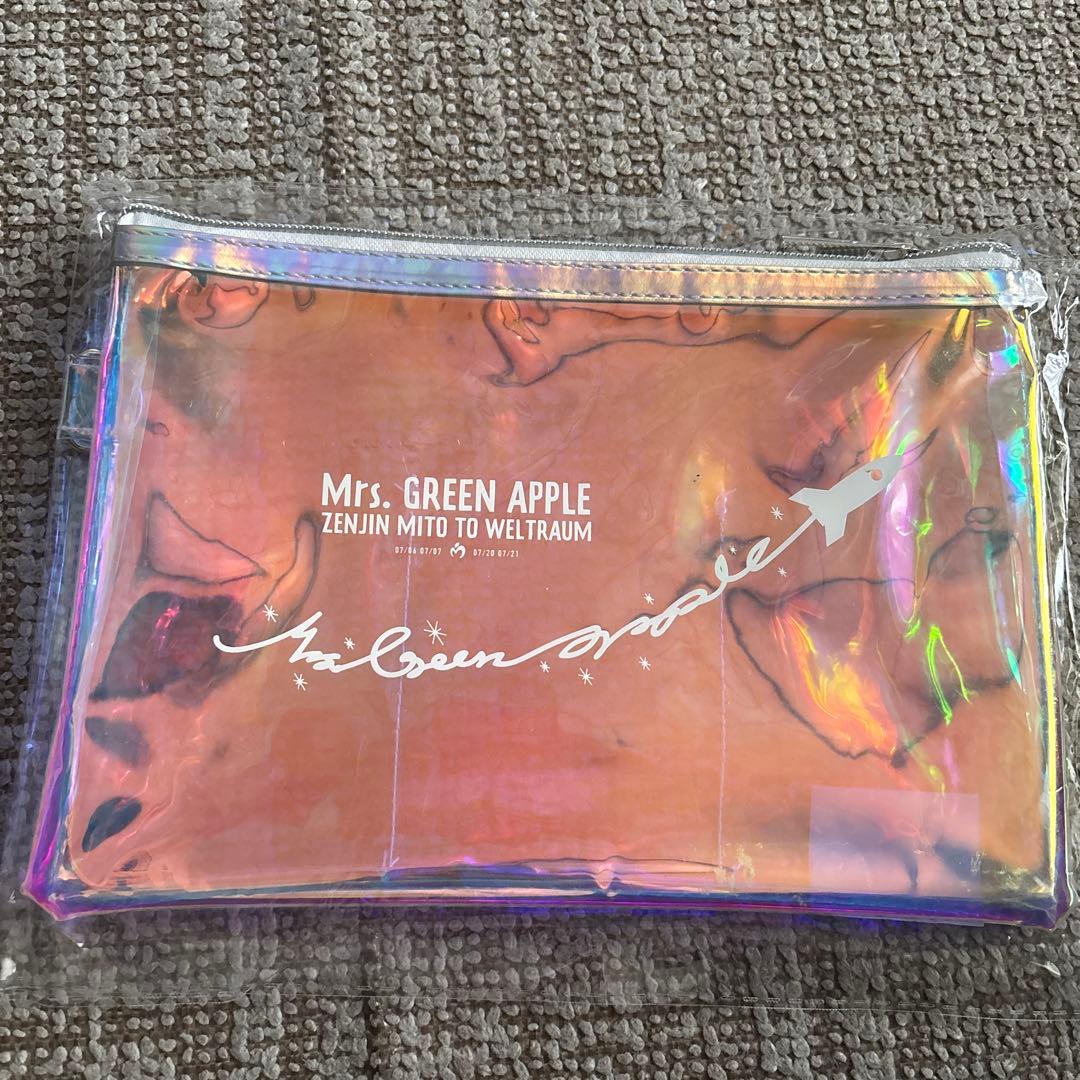 Mrs. GREEN APPLE
ZENJIN MITO TO WELTRAUM
07/06 07/07 07/20 07/21
Mrs. Green apple